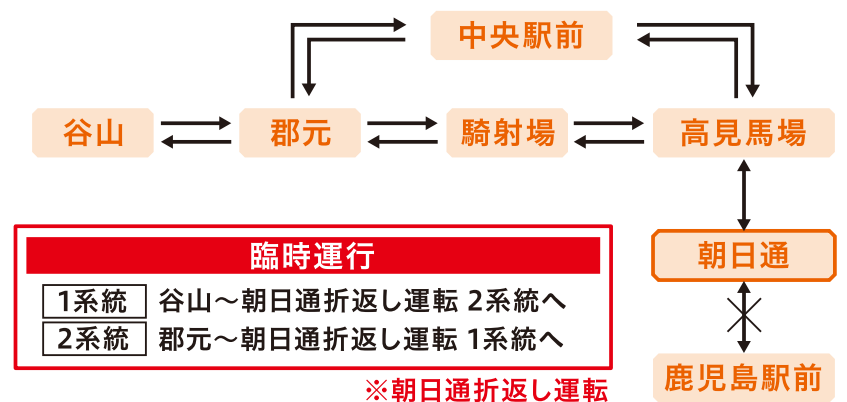 中央駅前
谷山
郡元
騎射場
高見馬場
朝日通
鹿児島駅前
臨時運行
1系統 谷山～朝日通折返し運転 2系統へ
2系統 郡元～朝日通折返し運転 1系統へ
※朝日通折返し運転